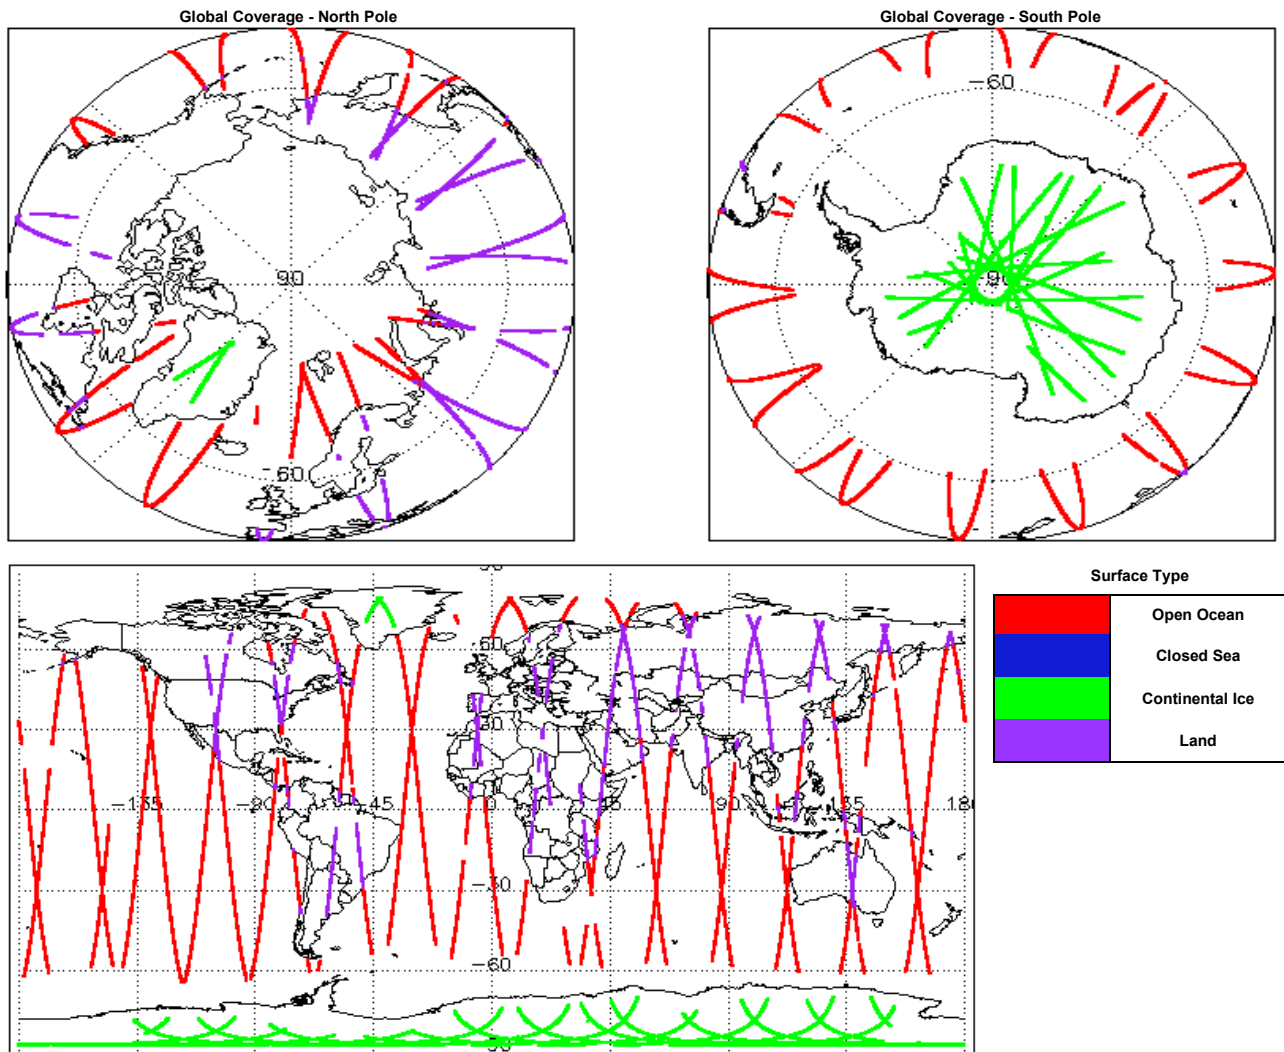 Global Coverage - North Pole
Global Coverage - South Pole
90
-60
-60
60
30
-135
-90
-45
0
45
90
135
180
-30
-60
Surface Type
Open Ocean
Closed Sea
Continental Ice
Land